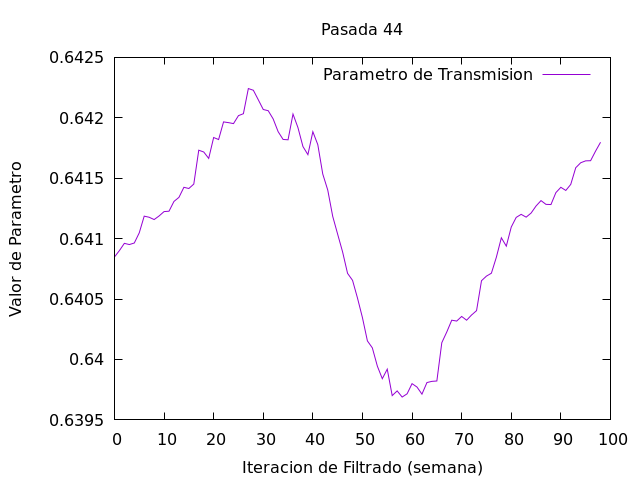 Pasada 44
Parametro de Transmision
Valor de Parametro
0.6425
0.642
0.6415
0.641
0.6405
0.64
0.6395
0 10 20 30 40 50 60 70 80 90 100
Iteracion de Filtrado (semana)